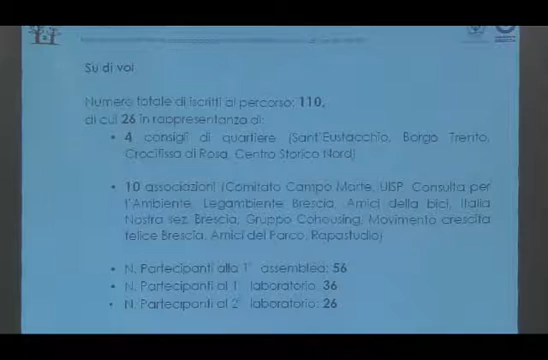 Su di voi
Numero totale di iscritti al percorso: 110,
di cui 26 in rappresentanza di:
• 4 consigli di quartiere (Sant'Eustacchio, Borgo Trento,
Crocifissa di Rosa, Centro Storico Nord)
• 10 associazioni (Comitato Campo Marte, UISP, Consulta per
l'Ambiente, Legambiente Brescia, Amici della bici, Italia
Nostra sez. Brescia, Gruppo Cohousing, Movimento crescita
felice Brescia, Amici del Parco, Rapastudio)
• N. Partecipanti alla 1° assemblea: 56
• N. Partecipanti al 1° laboratorio: 36
• N. Partecipanti al 2° laboratorio: 26